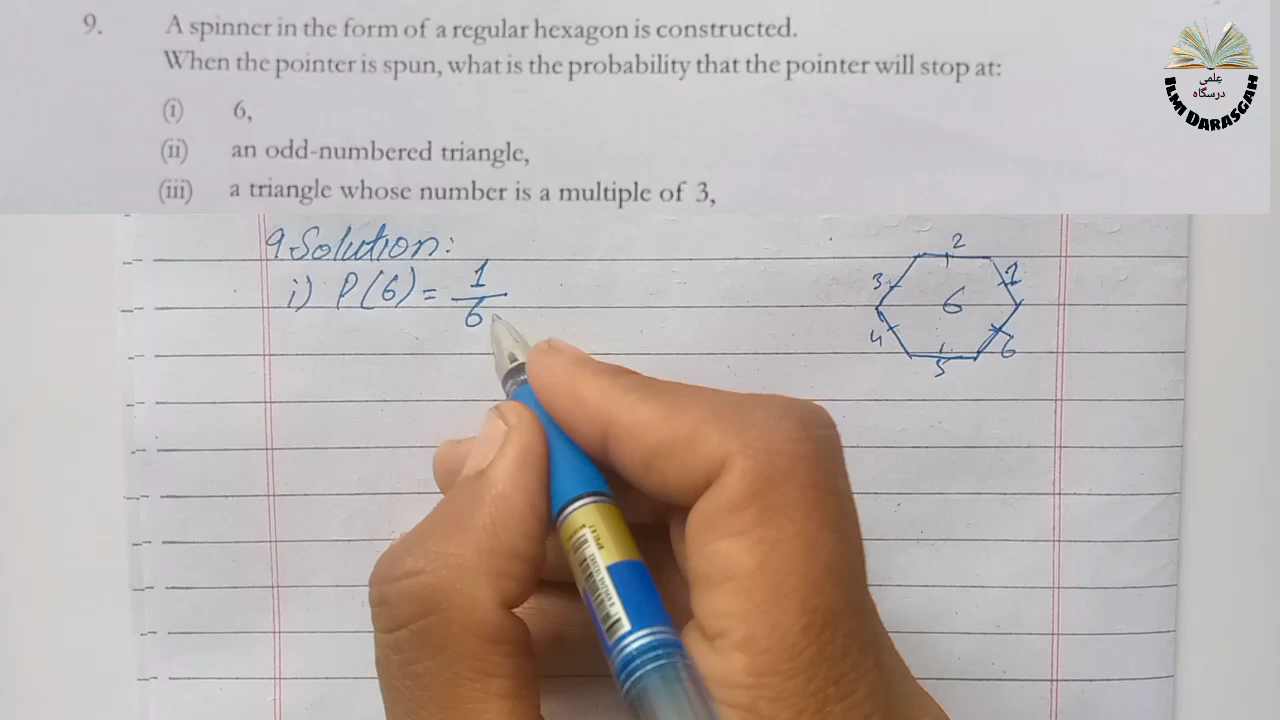 9. A spinner in the form of a regular hexagon is constructed.
When the pointer is spun, what is the probability that the pointer will stop at:
(i) 6,
(ii) an odd-numbered triangle,
(iii) a triangle whose number is a multiple of 3,
علمی
درسگاہ
ILMI DARASGAH
9 Solution:
i) P(6) = 1/6
2
3
1
6
4
6
5